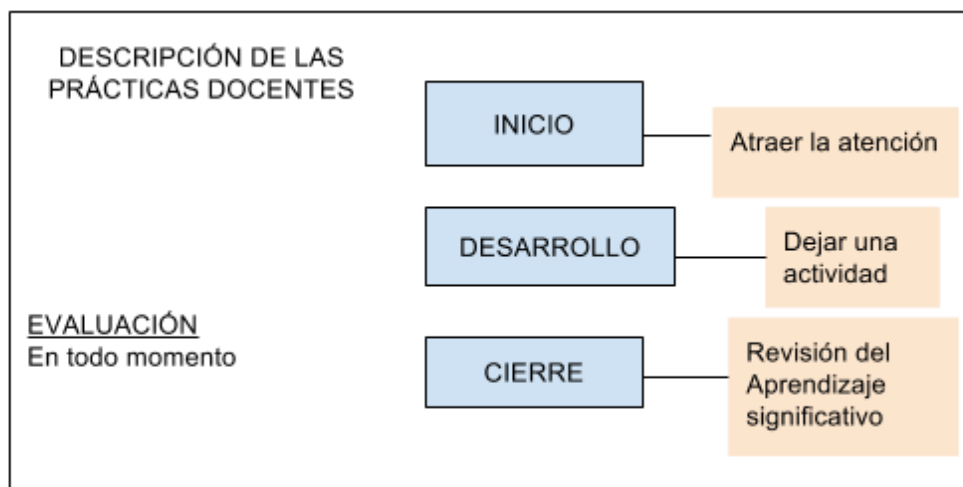 DESCRIPCIÓN DE LAS
PRÁCTICAS DOCENTES
INICIO
Atraer la atención
DESARROLLO
Dejar una
actividad
EVALUACIÓN
En todo momento
CIERRE
Revisión del
Aprendizaje
significativo